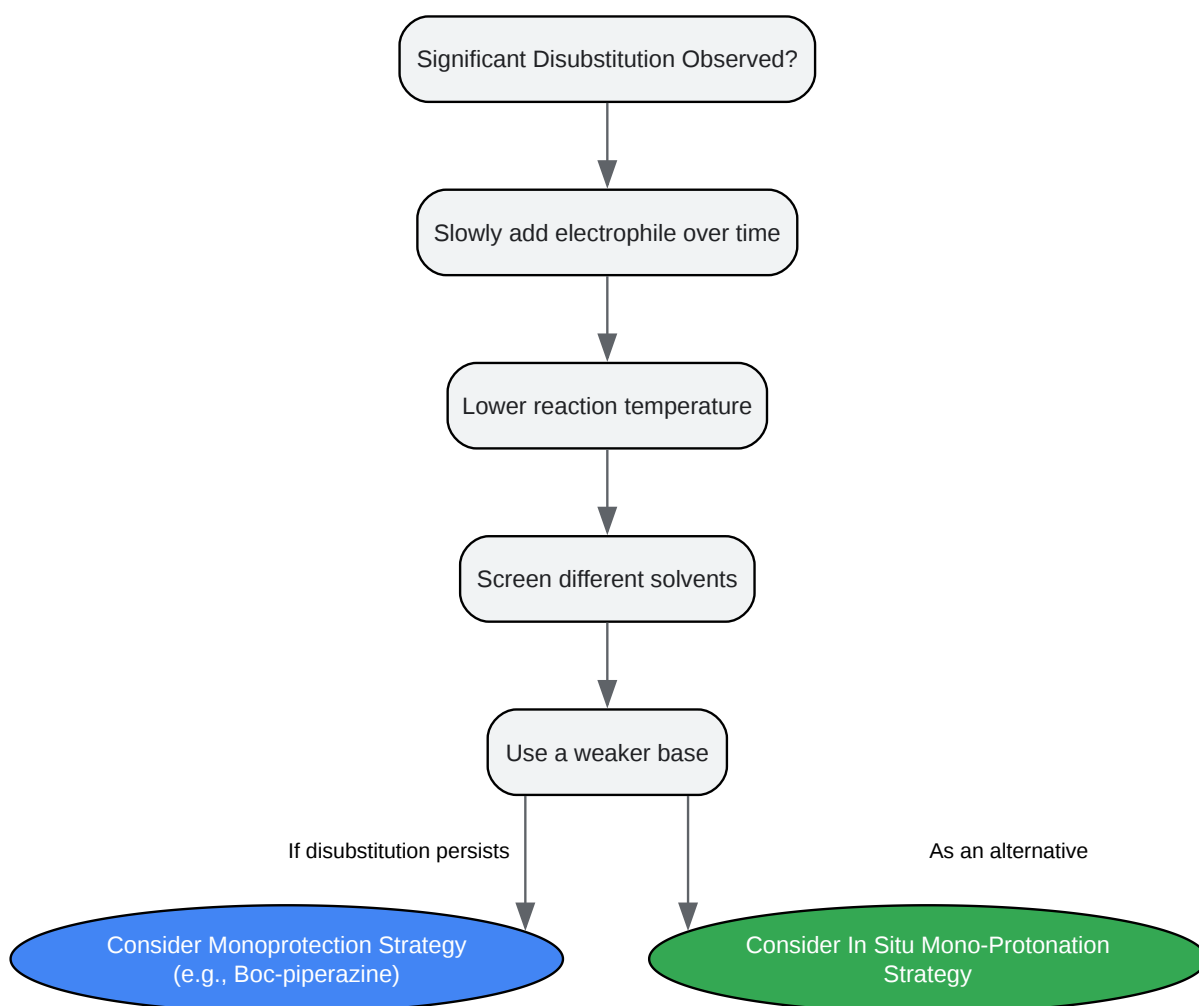 Significant Disubstitution Observed?
Slowly add electrophile over time
Lower reaction temperature
Screen different solvents
Use a weaker base
If disubstitution persists
As an alternative
Consider Monoprotection Strategy
(e.g., Boc-piperazine)
Consider In Situ Mono-Protonation
Strategy